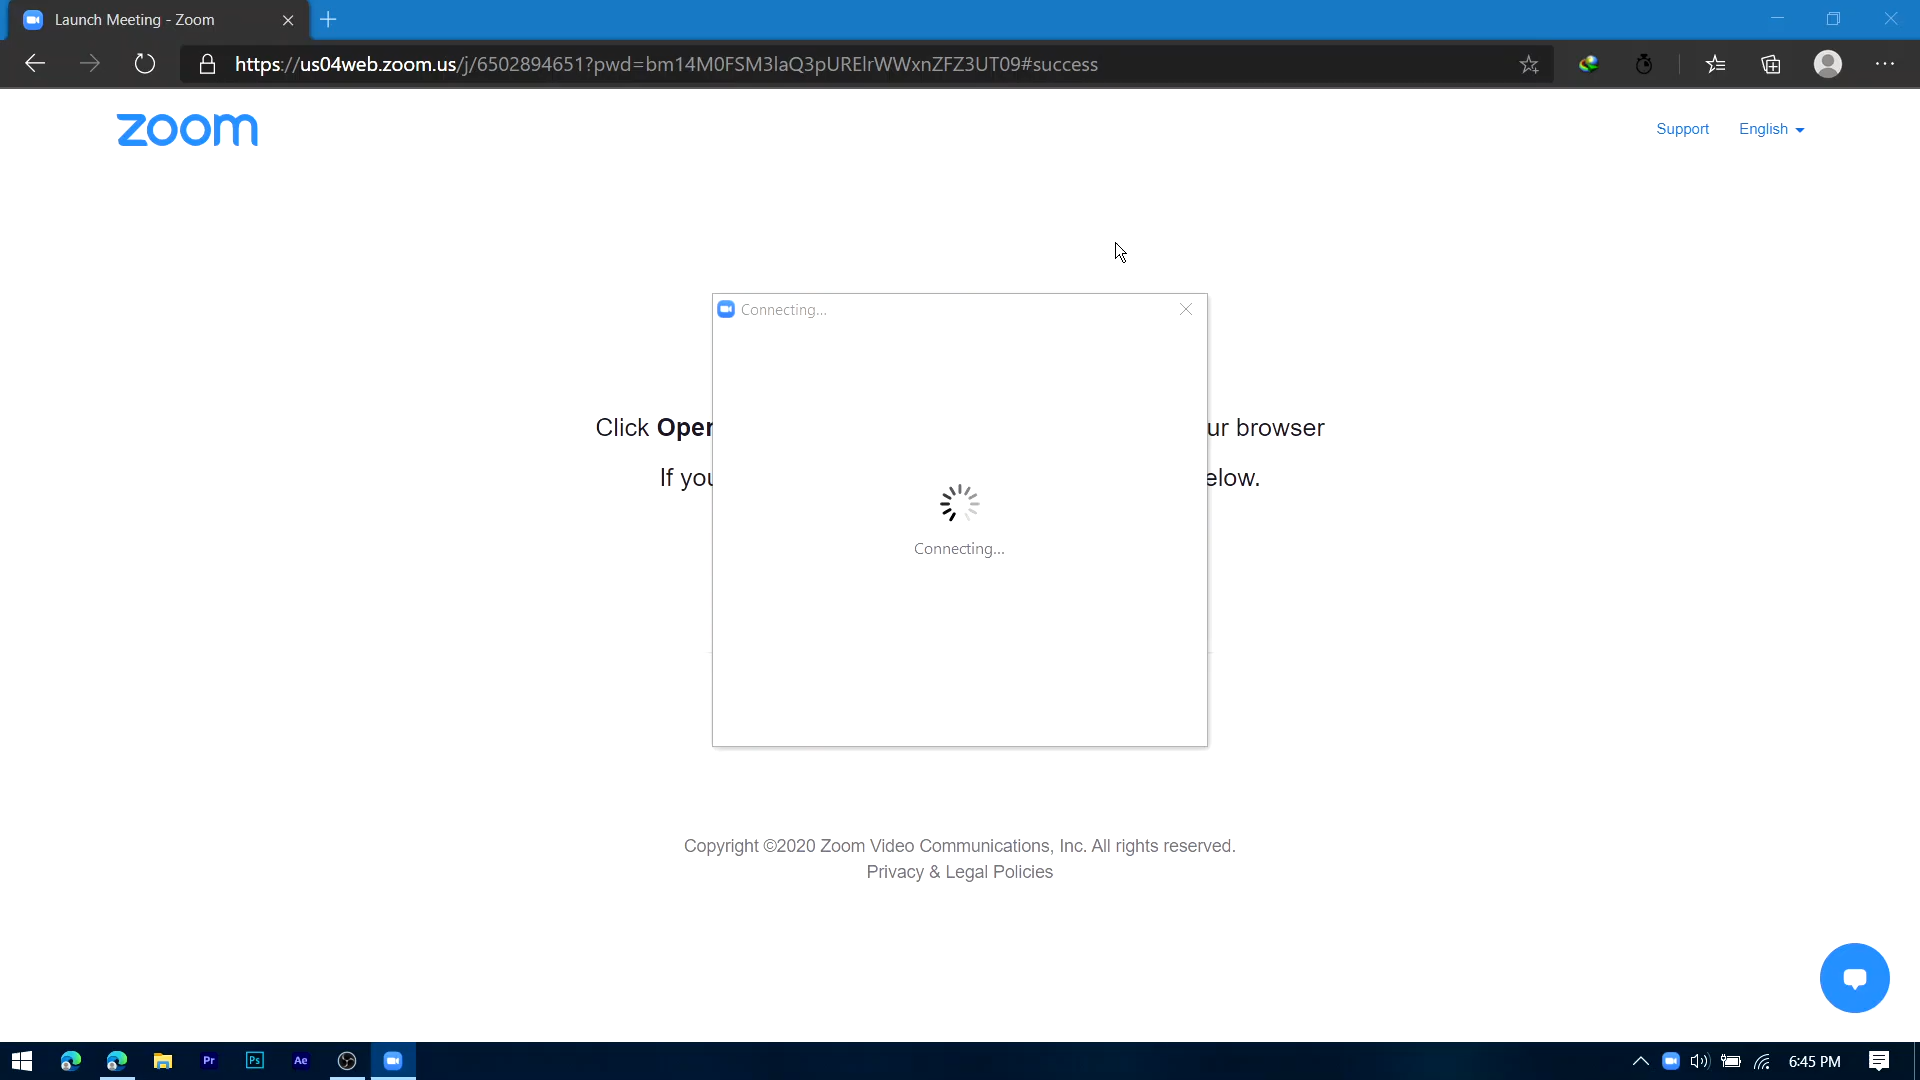 Launch Meeting - Zoom
https://us04web.zoom.us/j/6502894651?pwd=bm14M0FSM3laQ3pURElrWWxnZFZ3UT09#success
zoom
Support
English
Connecting...
Click Open
ur browser
If you
elow.
Connecting...
Copyright ©2020 Zoom Video Communications, Inc. All rights reserved.
Privacy & Legal Policies
Pr
Ps
Ae
6:45 PM